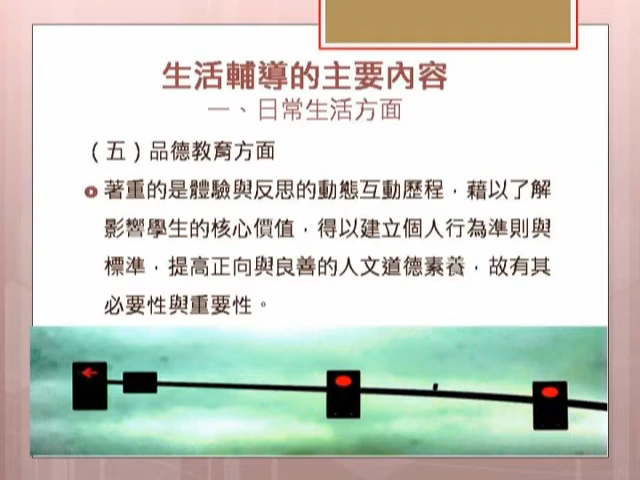 生活輔導的主要內容
一、日常生活方面
（五）品德教育方面
著重的是體驗與反思的動態互動歷程，藉以了解
影響學生的核心價值，得以建立個人行為準則與
標準，提高正向與良善的人文道德素養，故有其
必要性與重要性。